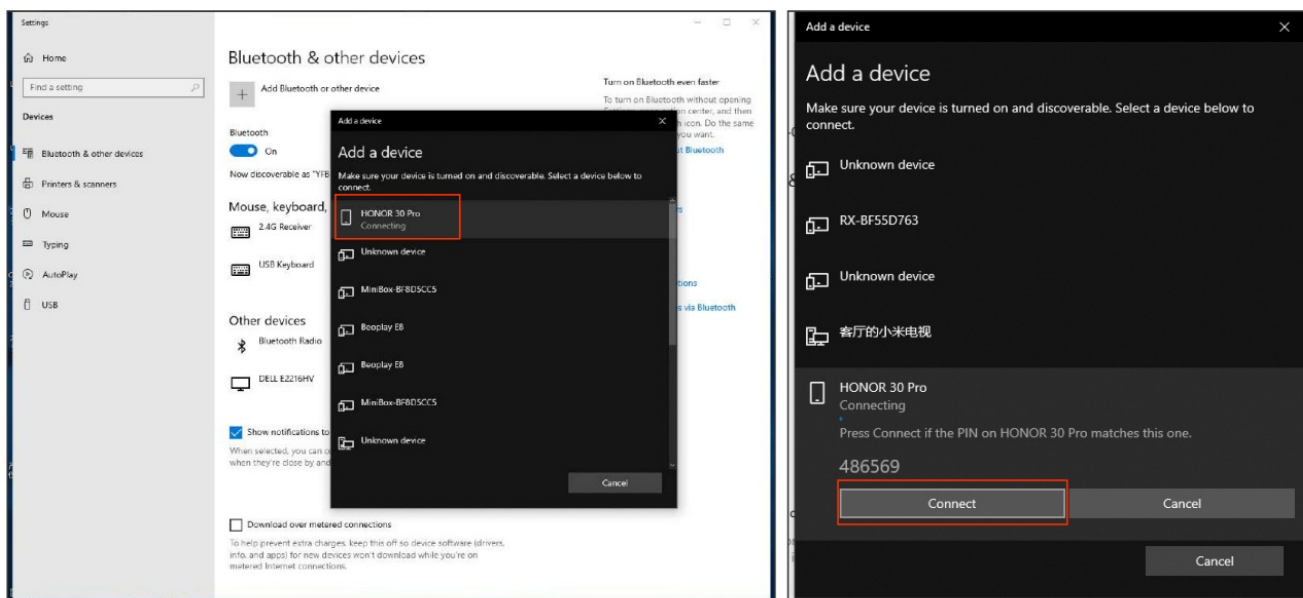 Settings
Home
Find a setting
Devices
Bluetooth & other devices
Printers & scanners
Mouse
Typing
AutoPlay
USB
Bluetooth & other devices
Add Bluetooth or other device
Bluetooth
On
Now discoverable as "YFB
Mouse, keyboard,
2.4G Receiver
USB Keyboard
Other devices
Bluetooth Radio
DELL E2216HV
Show notifications to
When selected, you can
when they're close by and
Download over metered connections
To help prevent extra charges, keep this off so device software (drivers,
info, and apps) for new devices won't download while you're on
metered Internet connections.
Turn on Bluetooth even faster
To turn on Bluetooth without opening
center, and then
icon. Do the same
you want.
Bluetooth
s via Bluetooth
Add a device
Add a device
Make sure your device is turned on and discoverable. Select a device below to
connect.
HONOR 30 Pro
Connecting
Unknown device
MiniBox-BF8D5CC5
Beoplay E8
Beoplay E8
MiniBox-BF8D5CC5
Unknown device
Cancel
Add a device
Add a device
Make sure your device is turned on and discoverable. Select a device below to
connect.
Unknown device
RX-BF55D763
Unknown device
客厅的小米电视
HONOR 30 Pro
Connecting
Press Connect if the PIN on HONOR 30 Pro matches this one.
486569
Connect
Cancel
Cancel